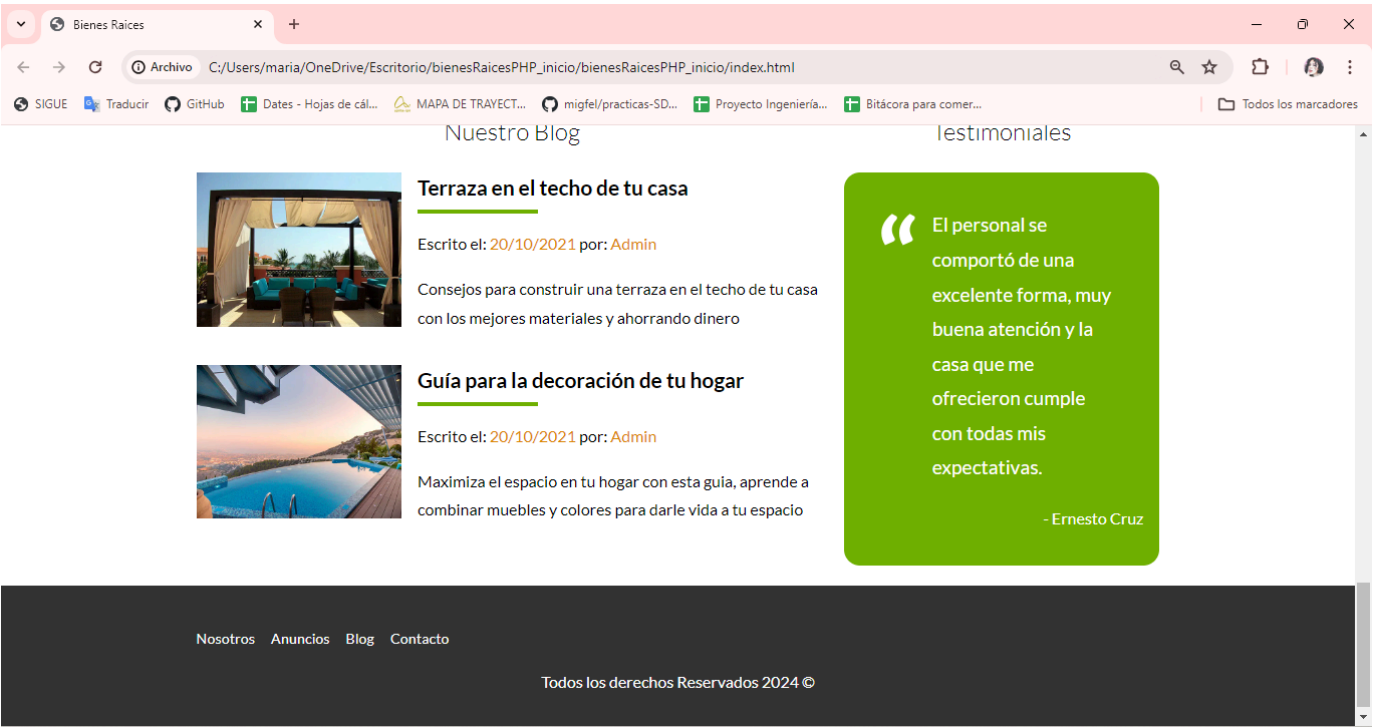 Bienes Raices
Archivo C:/Users/maria/OneDrive/Escritorio/bienesRaicesPHP_inicio/bienesRaicesPHP_inicio/index.html
SIGUE Traducir GitHub Dates - Hojas de cál... MAPA DE TRAYECT... migfel/practicas-SD... Proyecto Ingeniería... Bitácora para comer... Todos los marcadores
Nuestro Blog
Terraza en el techo de tu casa
Escrito el: 20/10/2021 por: Admin
Consejos para construir una terraza en el techo de tu casa
con los mejores materiales y ahorrando dinero
Guía para la decoración de tu hogar
Escrito el: 20/10/2021 por: Admin
Maximiza el espacio en tu hogar con esta guia, aprende a
combinar muebles y colores para darle vida a tu espacio
Testimoniales
“ El personal se
comportó de una
excelente forma, muy
buena atención y la
casa que me
ofrecieron cumple
con todas mis
expectativas.
- Ernesto Cruz
Nosotros Anuncios Blog Contacto
Todos los derechos Reservados 2024 ©